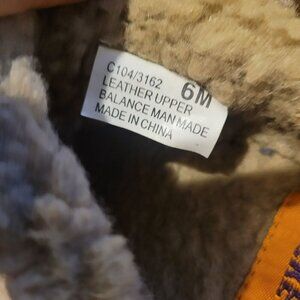 C104/3162 6M
LEATHER UPPER
BALANCE MAN MADE
MADE IN CHINA